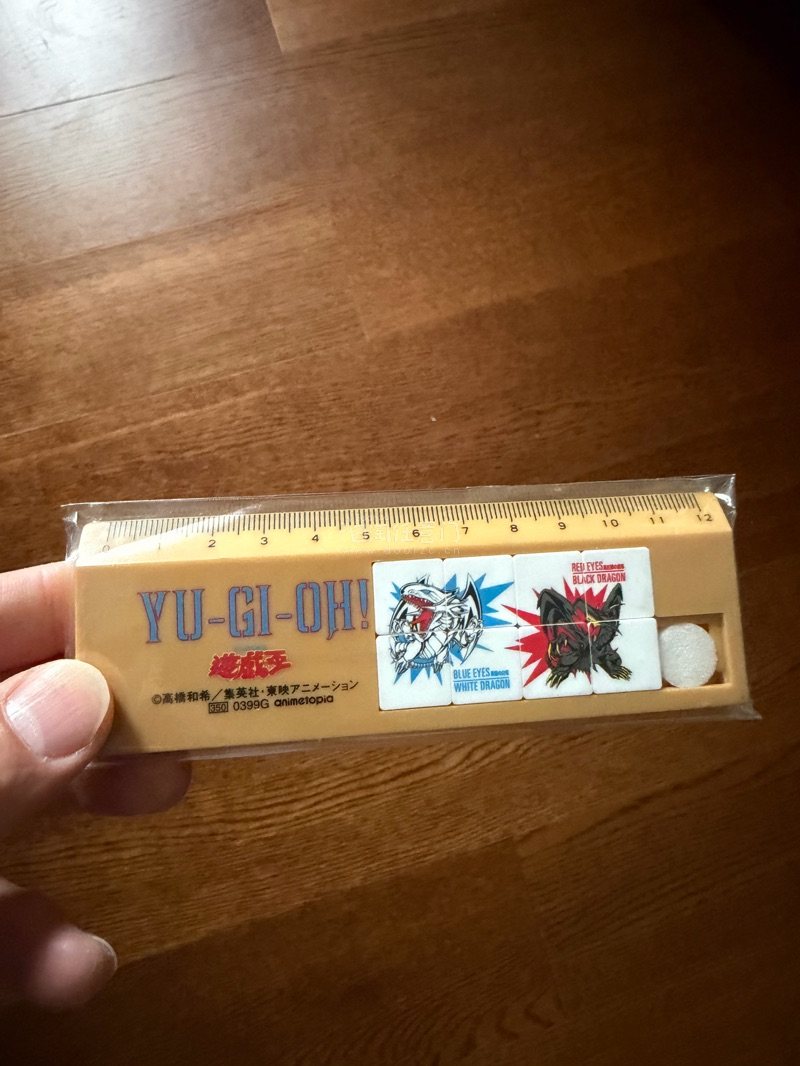 0 1 2 3 4 5 6 7 8 9 10 11 12
YU-GI-OH!
遊戯王
©高橋和希／集英社・東映アニメーション
350 0399G animetopia
BLUE EYES
WHITE DRAGON
RED EYES
BLACK DRAGON